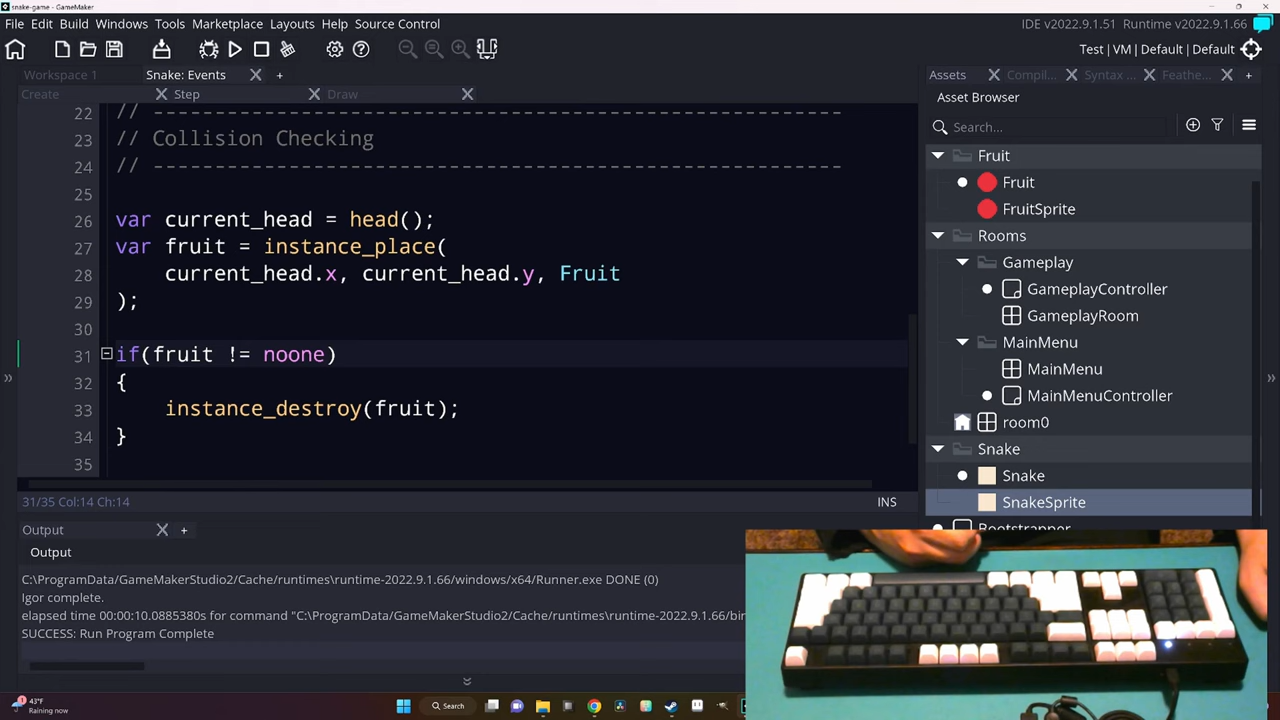 snake-game - GameMaker
File Edit Build Windows Tools Marketplace Layouts Help Source Control
IDE v2022.9.1.51 Runtime v2022.9.1.66
Test | VM | Default | Default
Workspace 1 Snake: Events
Create Step Draw
22 // --------------------------------------------------------
23 // Collision Checking
24 // --------------------------------------------------------
25
26 var current_head = head();
27 var fruit = instance_place(
28 current_head.x, current_head.y, Fruit
29 );
30
31 if(fruit != noone)
32 {
33 instance_destroy(fruit);
34 }
35
31/35 Col:14 Ch:14
INS
Output
Output
C:\ProgramData/GameMakerStudio2/Cache/runtimes\runtime-2022.9.1.66/windows/x64/Runner.exe DONE (0)
Igor complete.
elapsed time 00:00:10.0885380s for command "C:\ProgramData/GameMakerStudio2/Cache/runtimes\runtime-2022.9.1.66/bin
SUCCESS: Run Program Complete
Assets Compil... Syntax ... Feathe...
Asset Browser
Search...
Fruit
Fruit
FruitSprite
Rooms
Gameplay
GameplayController
GameplayRoom
MainMenu
MainMenu
MainMenuController
room0
Snake
Snake
SnakeSprite
Bootstrapper
43°F
Raining now
Search